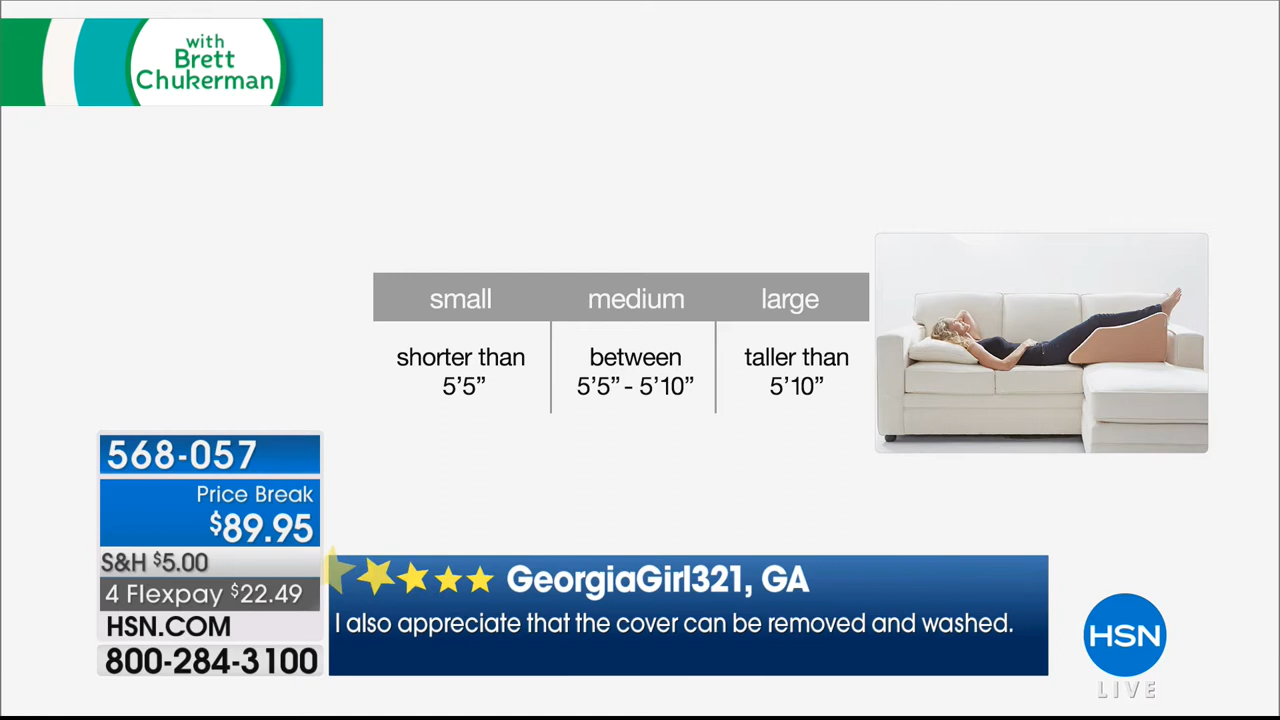 with
Brett
Chukerman
small medium large
shorter than between taller than
5'5" 5'5" - 5'10" 5'10"
568-057
Price Break
$89.95
S&H $5.00
4 Flexpay $22.49
HSN.COM
800-284-3100
GeorgiaGirl321, GA
I also appreciate that the cover can be removed and washed.
HSN
LIVE